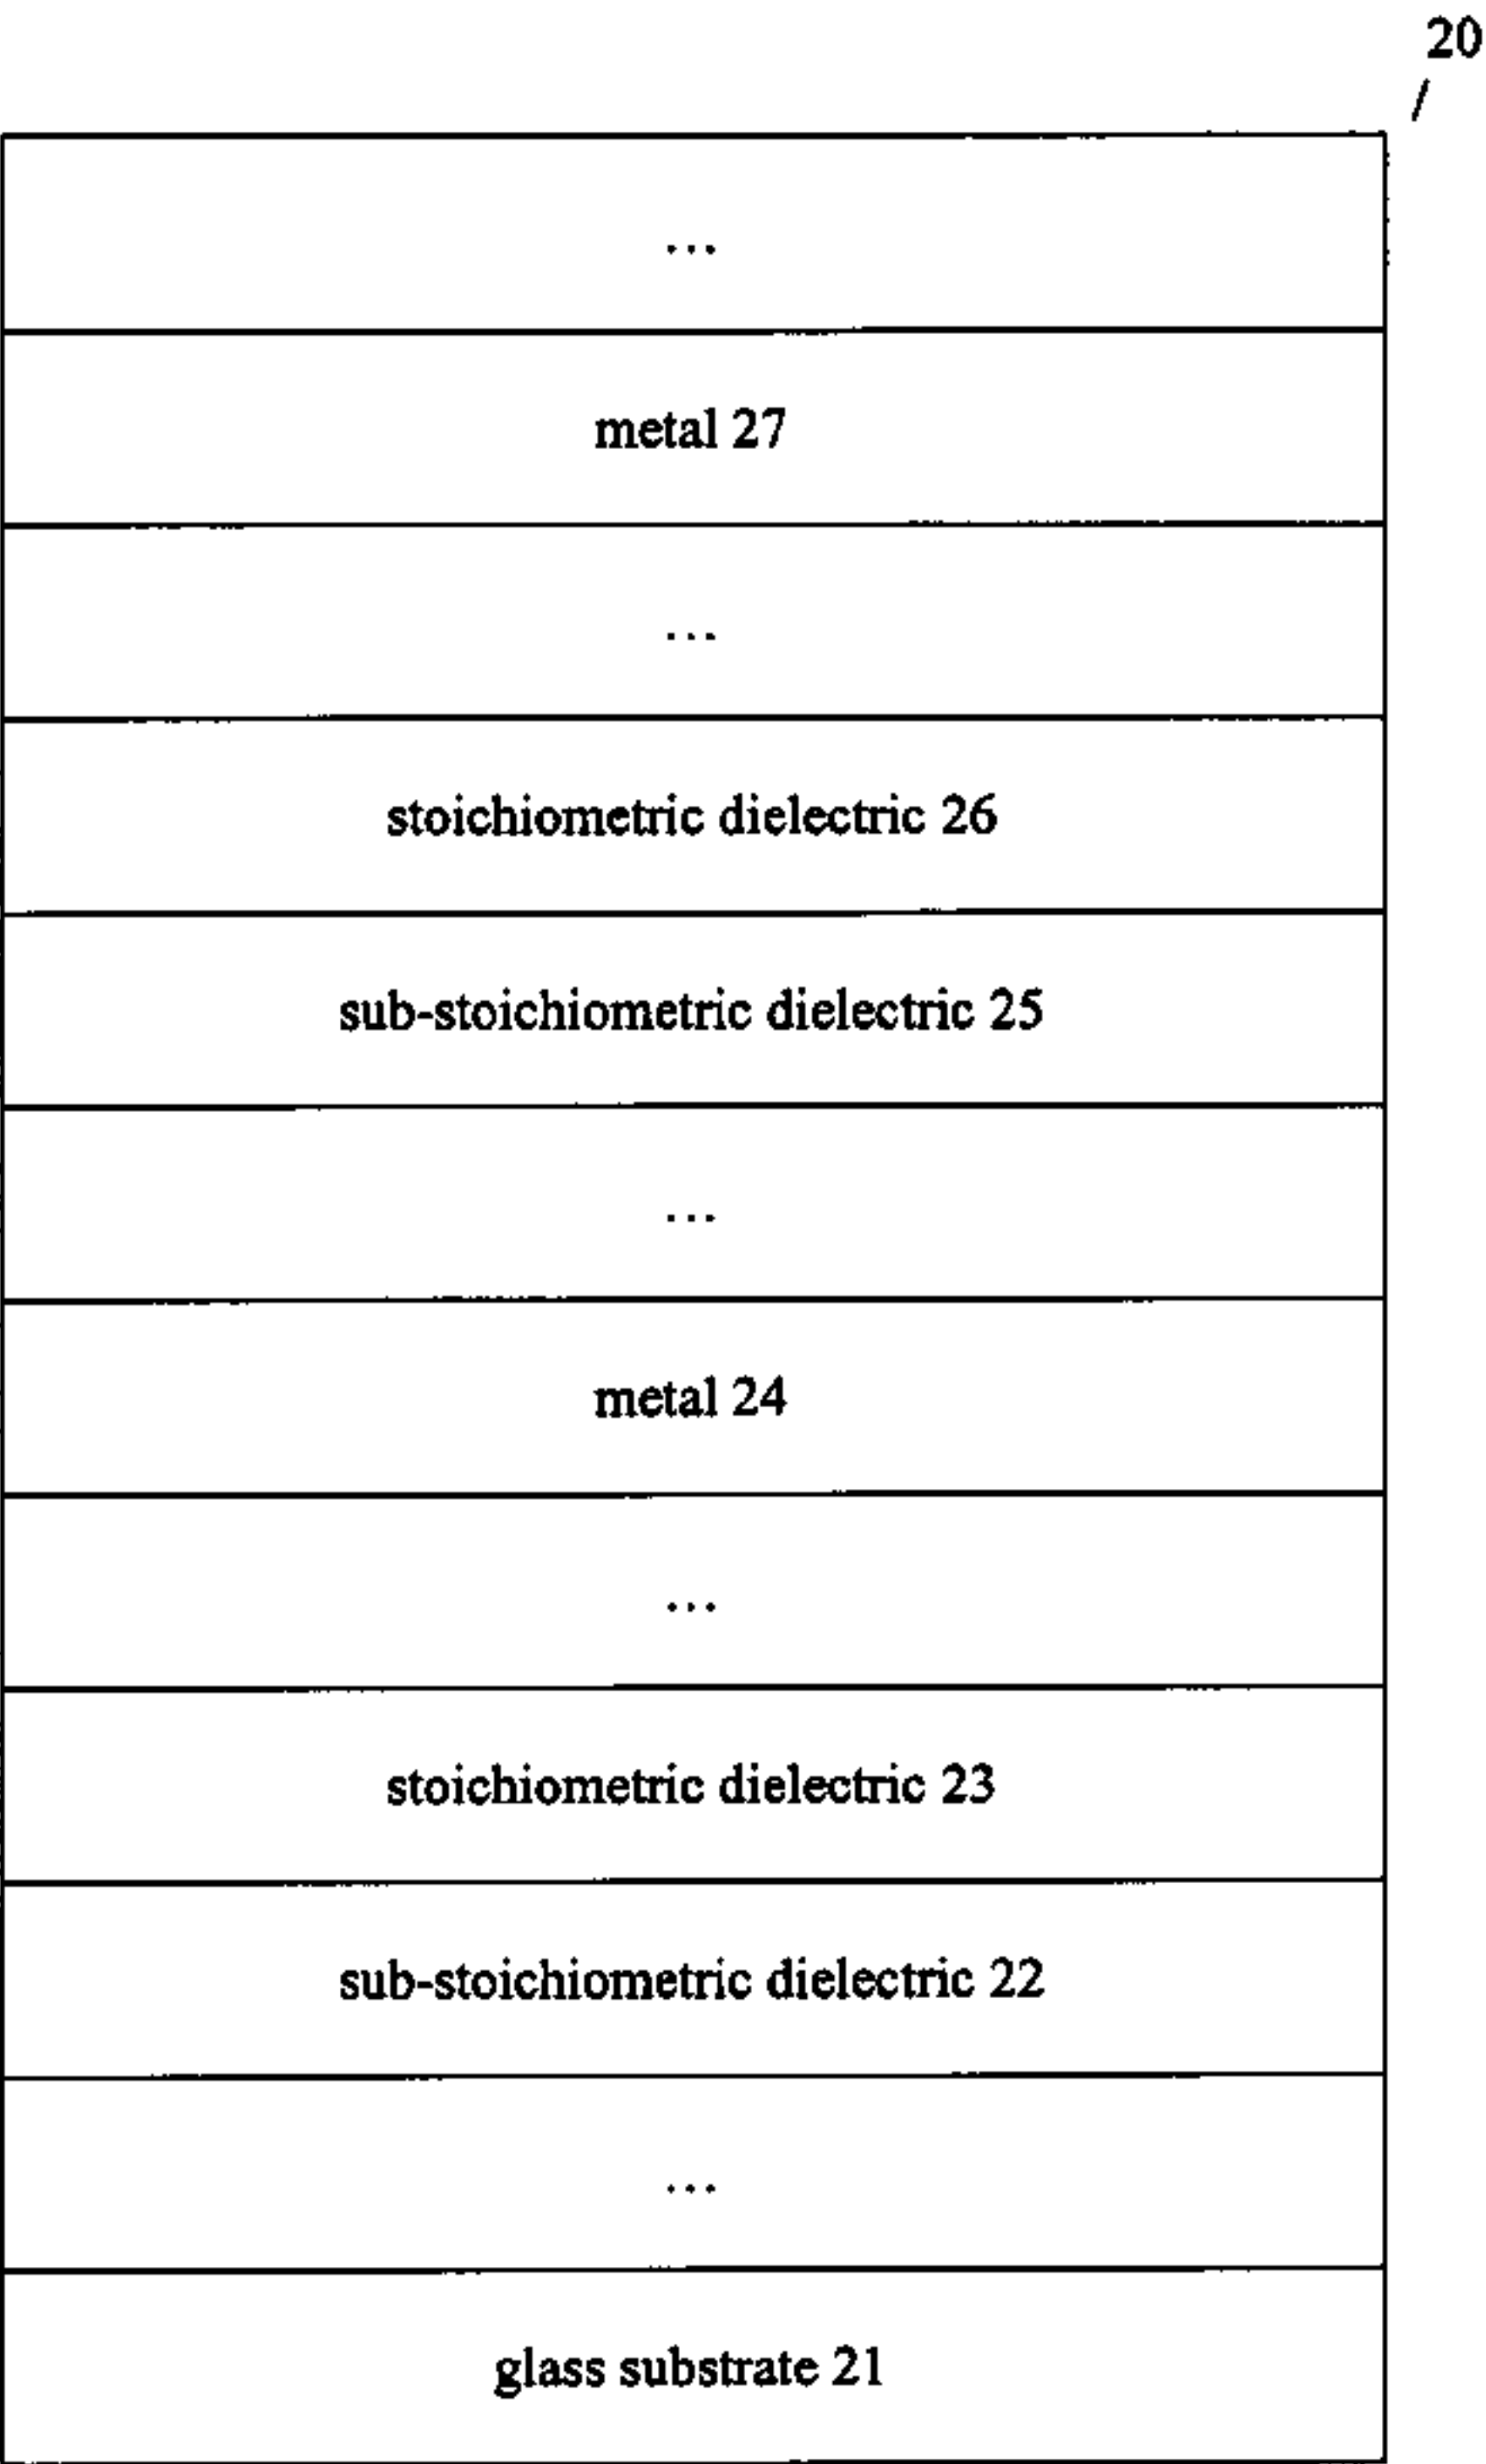 20
...
metal 27
...
stoichiometric dielectric 26
sub-stoichiometric dielectric 25
...
metal 24
...
stoichiometric dielectric 23
sub-stoichiometric dielectric 22
...
glass substrate 21